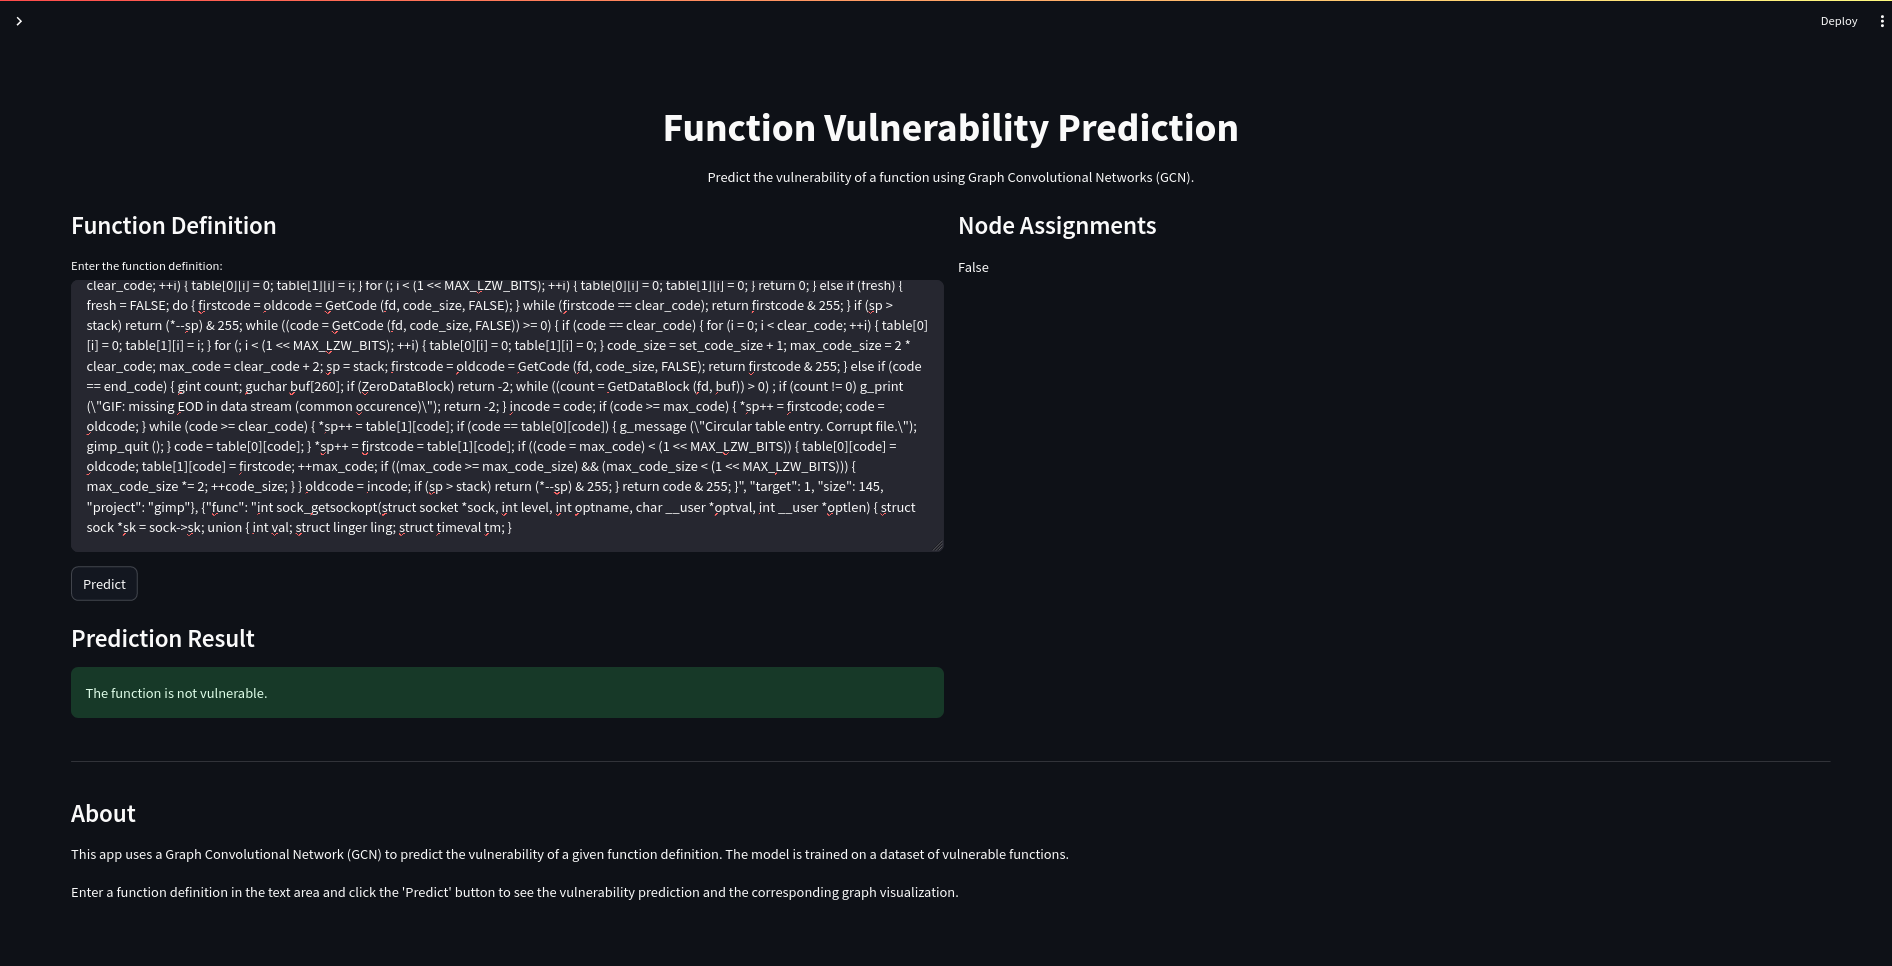 Deploy
Function Vulnerability Prediction
Predict the vulnerability of a function using Graph Convolutional Networks (GCN).
Function Definition
Enter the function definition:
clear_code; ++i) { table[0][i] = 0; table[1][i] = i; } for (; i < (1 << MAX_LZW_BITS); ++i) { table[0][i] = 0; table[1][i] = 0; } return 0; } else if (fresh) {
fresh = FALSE; do { firstcode = oldcode = GetCode (fd, code_size, FALSE); } while (firstcode == clear_code); return firstcode & 255; } if (sp >
stack) return (*--sp) & 255; while ((code = GetCode (fd, code_size, FALSE)) >= 0) { if (code == clear_code) { for (i = 0; i < clear_code; ++i) { table[0]
[i] = 0; table[1][i] = i; } for (; i < (1 << MAX_LZW_BITS); ++i) { table[0][i] = 0; table[1][i] = 0; } code_size = set_code_size + 1; max_code_size = 2 *
clear_code; max_code = clear_code + 2; sp = stack; firstcode = oldcode = GetCode (fd, code_size, FALSE); return firstcode & 255; } else if (code
== end_code) { gint count; guchar buf[260]; if (ZeroDataBlock) return -2; while ((count = GetDataBlock (fd, buf)) > 0) ; if (count != 0) g_print
(\"GIF: missing EOD in data stream (common occurence)\"); return -2; } incode = code; if (code >= max_code) { *sp++ = firstcode; code =
oldcode; } while (code >= clear_code) { *sp++ = table[1][code]; if (code == table[0][code]) { g_message (\"Circular table entry. Corrupt file.\");
gimp_quit (); } code = table[0][code]; } *sp++ = firstcode = table[1][code]; if ((code = max_code) < (1 << MAX_LZW_BITS)) { table[0][code] =
oldcode; table[1][code] = firstcode; ++max_code; if ((max_code >= max_code_size) && (max_code_size < (1 << MAX_LZW_BITS))) {
max_code_size *= 2; ++code_size; } } oldcode = incode; if (sp > stack) return (*--sp) & 255; } return code & 255; }", "target": 1, "size": 145,
"project": "gimp"}, {"func": "int sock_getsockopt(struct socket *sock, int level, int optname, char __user *optval, int __user *optlen) { struct
sock *sk = sock->sk; union { int val; struct linger ling; struct timeval tm; }
Predict
Prediction Result
The function is not vulnerable.
Node Assignments
False
About
This app uses a Graph Convolutional Network (GCN) to predict the vulnerability of a given function definition. The model is trained on a dataset of vulnerable functions.
Enter a function definition in the text area and click the 'Predict' button to see the vulnerability prediction and the corresponding graph visualization.